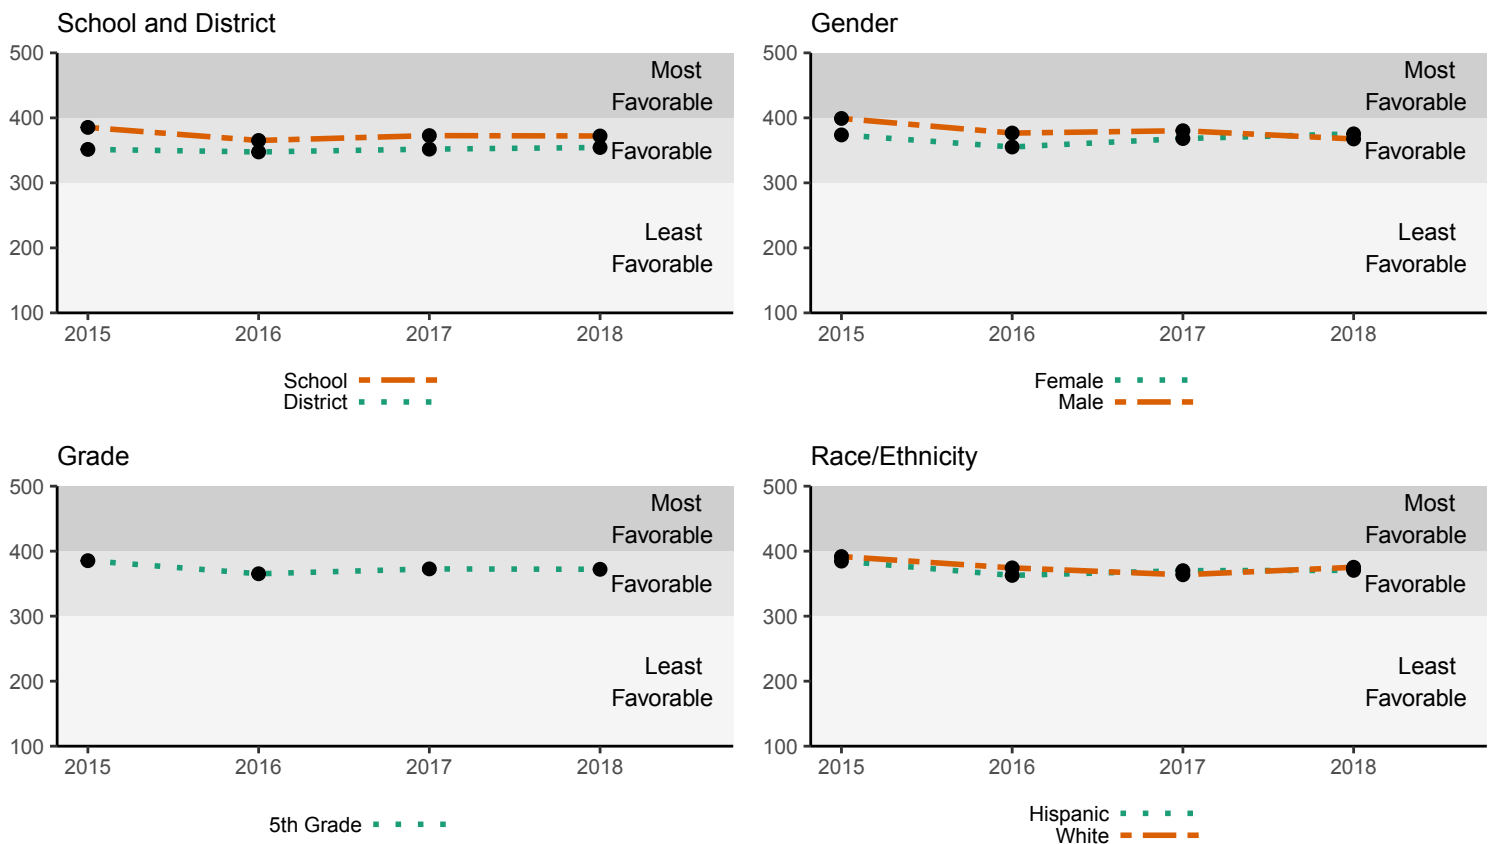 School and District
500
400
300
200
100
Most
Favorable
Favorable
Least
Favorable
2015 2016 2017 2018
School
District
Gender
500
400
300
200
100
Most
Favorable
Favorable
Least
Favorable
2015 2016 2017 2018
Female
Male
Grade
500
400
300
200
100
Most
Favorable
Favorable
Least
Favorable
2015 2016 2017 2018
5th Grade
Race/Ethnicity
500
400
300
200
100
Most
Favorable
Favorable
Least
Favorable
2015 2016 2017 2018
Hispanic
White